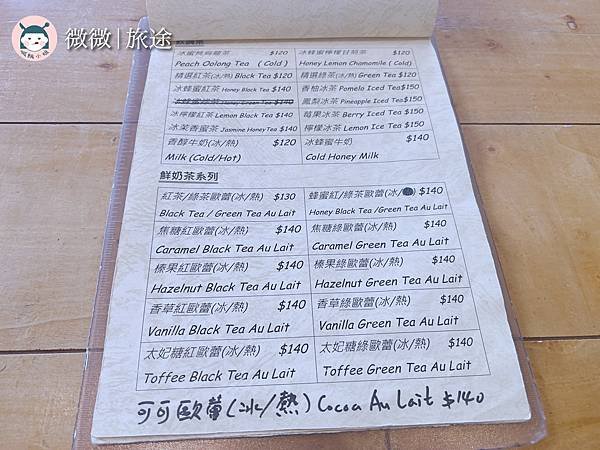 微微|旅途
冰蜜桃烏龍茶 $120
Peach Oolong Tea ( Cold )
冰蜂蜜檸檬甘菊茶 $120
Honey Lemon Chamomile ( Cold)
精選紅茶(冰/熱) Black Tea $120
精選綠茶(冰/熱) Green Tea $120
冰蜂蜜紅茶 Honey Black Tea $140
香柚冰茶 Pomelo Iced Tea$150
冰蜂蜜綠茶 Honey Green Tea $140
鳳梨冰茶 Pineapple Iced Tea$150
冰檸檬紅茶 Lemon Black Tea $140
莓果冰茶 Berry Iced Tea $150
冰茉香蜜茶 Jasmine HoneyTea $140
檸檬冰茶 Lemon Ice Tea $150
香醇牛奶(冰/熱) $120
Milk (Cold/Hot)
冰蜂蜜牛奶 $140
Cold Honey Milk
鮮奶茶系列
紅茶/綠茶歐蕾(冰/熱) $130
Black Tea / Green Tea Au Lait
蜂蜜紅/綠茶歐蕾(冰/ $140
Honey Black Tea /Green Tea Au Lait
焦糖紅歐蕾(冰/熱) $140
Caramel Black Tea Au Lait
焦糖綠歐蕾(冰/熱) $140
Caramel Green Tea Au Lait
榛果紅歐蕾(冰/熱) $140
Hazelnut Black Tea Au Lait
榛果綠歐蕾(冰/熱) $140
Hazelnut Green Tea Au Lait
香草紅歐蕾(冰/熱) $140
Vanilla Black Tea Au Lait
香草綠歐蕾(冰/熱) $140
Vanilla Green Tea Au Lait
太妃糖紅歐蕾(冰/熱) $140
Toffee Black Tea Au Lait
太妃糖綠歐蕾(冰/熱) $140
Toffee Green Tea Au Lait
可可歐蕾(冰/熱) Cocoa Au Lait $140